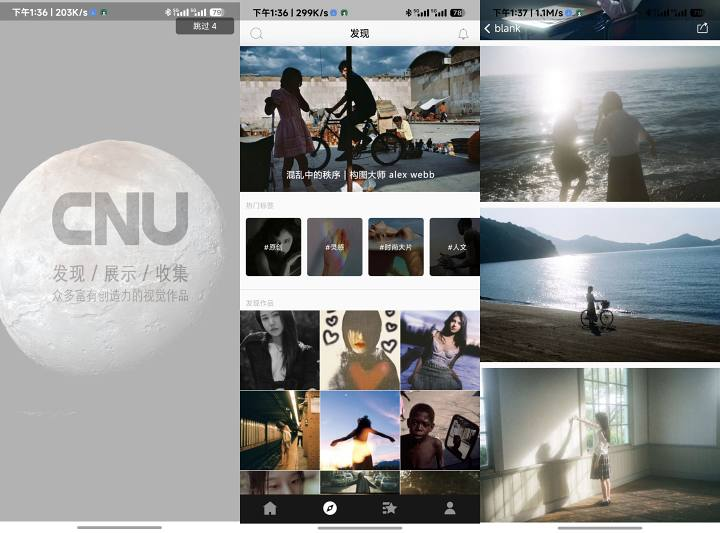 下午1:36 | 203K/s
79
跳过 4
CNU
发现 / 展示 / 收集
众多富有创造力的视觉作品
下午1:36 | 299K/s
78
发现
混乱中的秩序 | 构图大师 alex webb
热门标签
#原创
#灵感
#时尚大片
#人文
发现作品
下午1:37 | 1.1M/s
78
blank